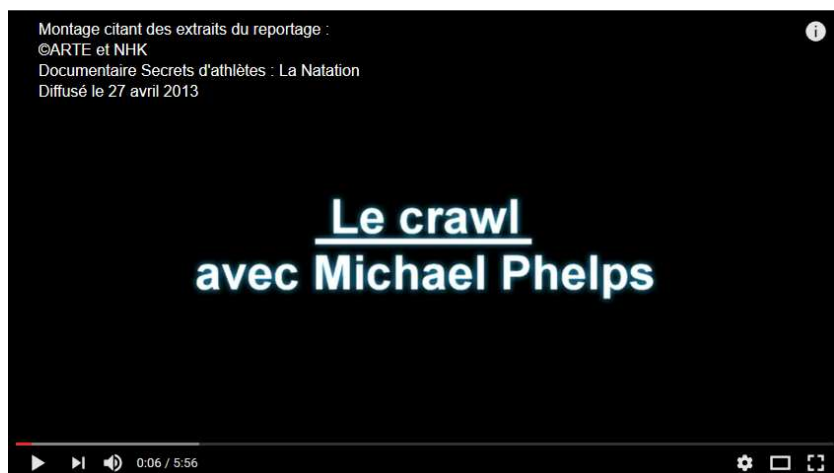 Montage citant des extraits du reportage :
©ARTE et NHK
Documentaire Secrets d'athlètes : La Natation
Diffusé le 27 avril 2013
Le crawl
avec Michael Phelps
0:06 / 5:56